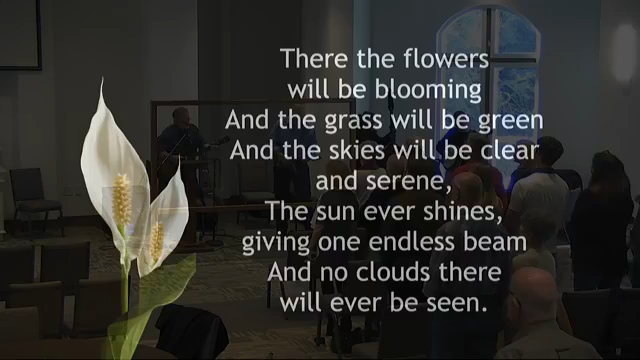 There the flowers
will be blooming
And the grass will be green
And the skies will be clear
and serene,
The sun ever shines,
giving one endless beam
And no clouds there
will ever be seen.